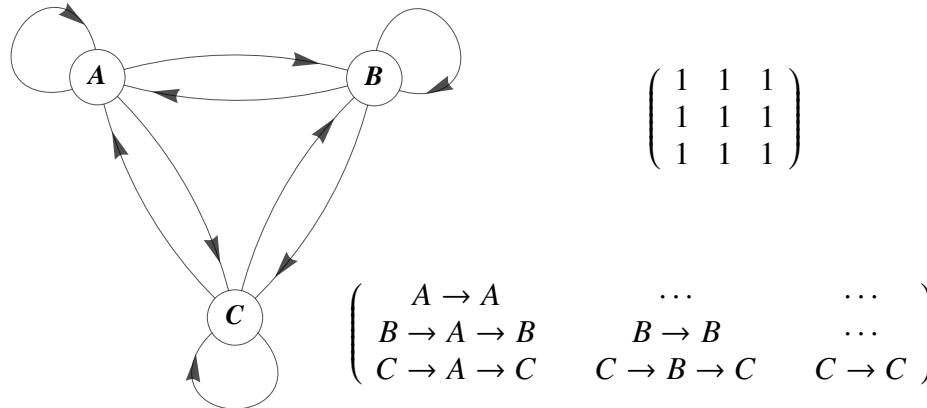 A
B
C
1 1 1
1 1 1
1 1 1
A → A ⋯ ⋯
B → A → B B → B ⋯
C → A → C C → B → C C → C